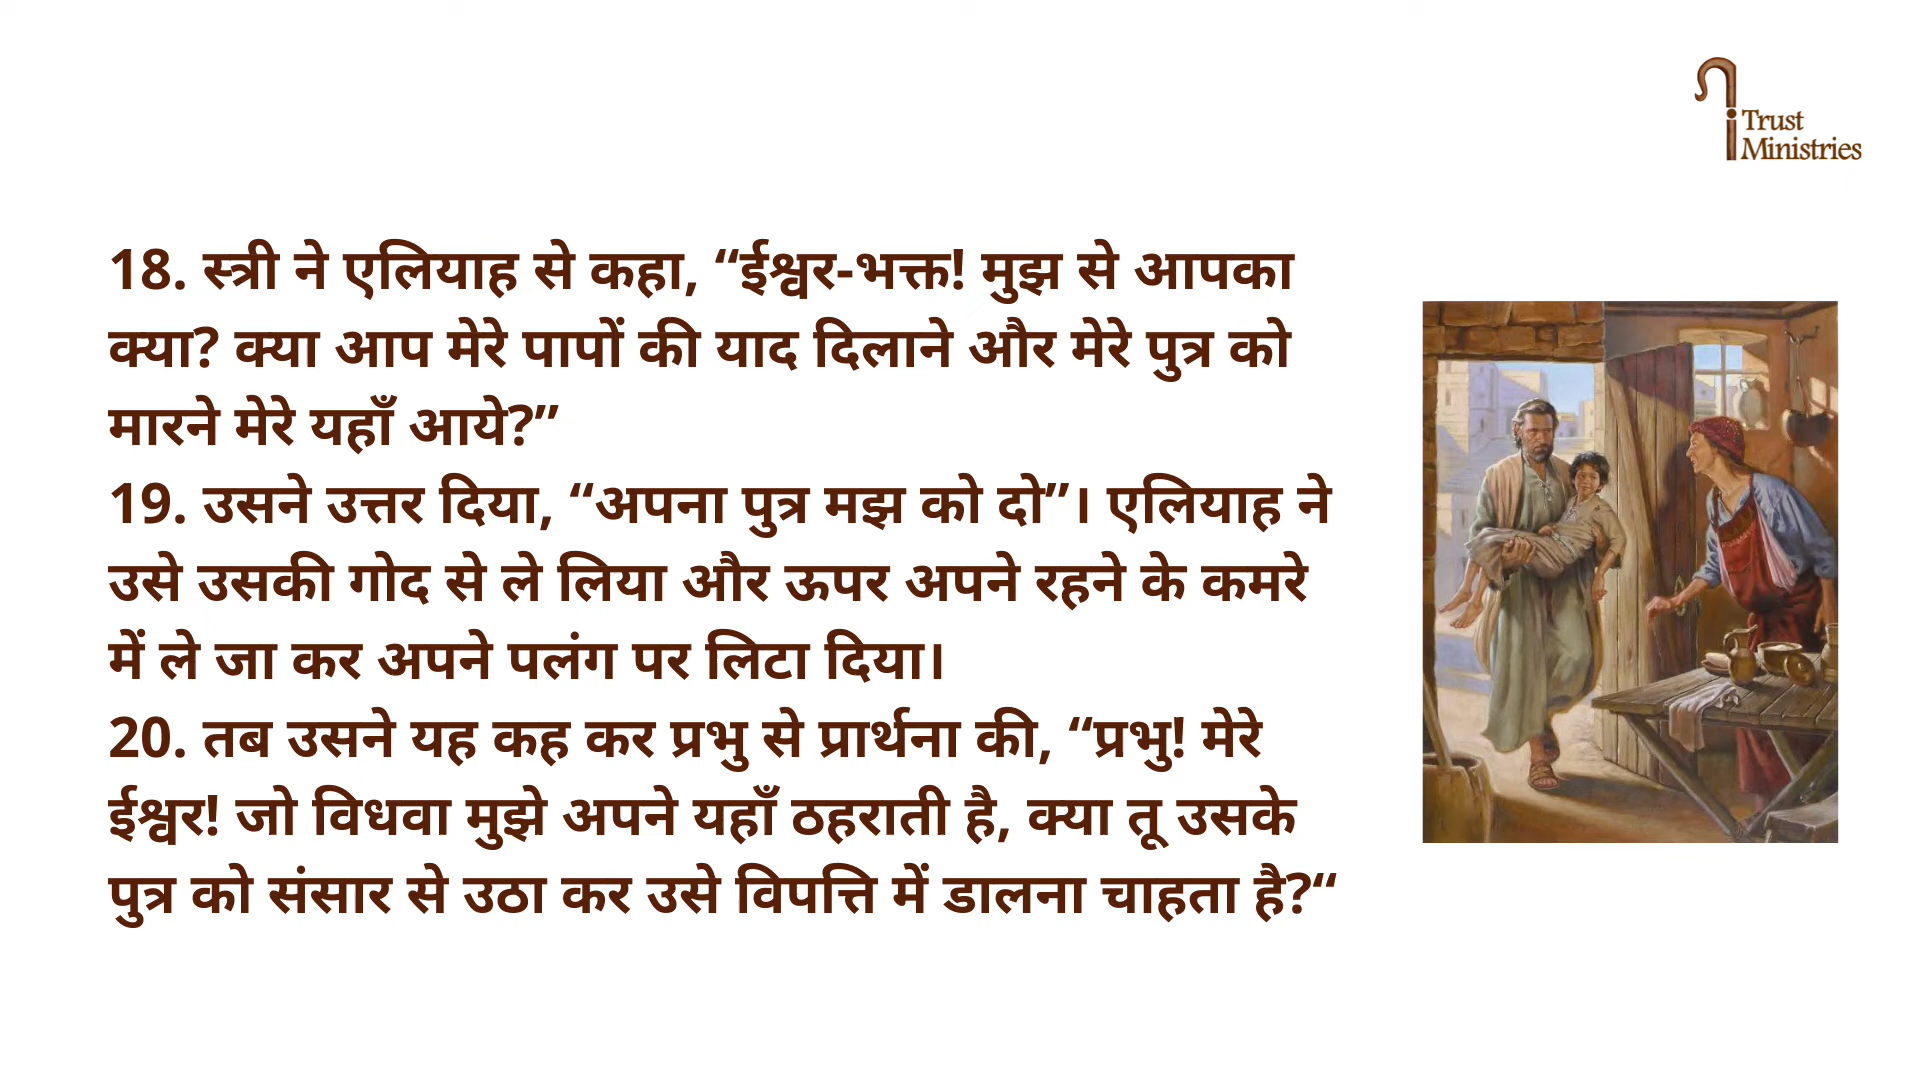 Trust
Ministries
18. स्त्री ने एलियाह से कहा, “ईश्वर-भक्त! मुझ से आपका
क्या? क्या आप मेरे पापों की याद दिलाने और मेरे पुत्र को
मारने मेरे यहाँ आये?”
19. उसने उत्तर दिया, “अपना पुत्र मझ को दो”। एलियाह ने
उसे उसकी गोद से ले लिया और ऊपर अपने रहने के कमरे
में ले जा कर अपने पलंग पर लिटा दिया।
20. तब उसने यह कह कर प्रभु से प्रार्थना की, “प्रभु! मेरे
ईश्वर! जो विधवा मुझे अपने यहाँ ठहराती है, क्या तू उसके
पुत्र को संसार से उठा कर उसे विपत्ति में डालना चाहता है?“